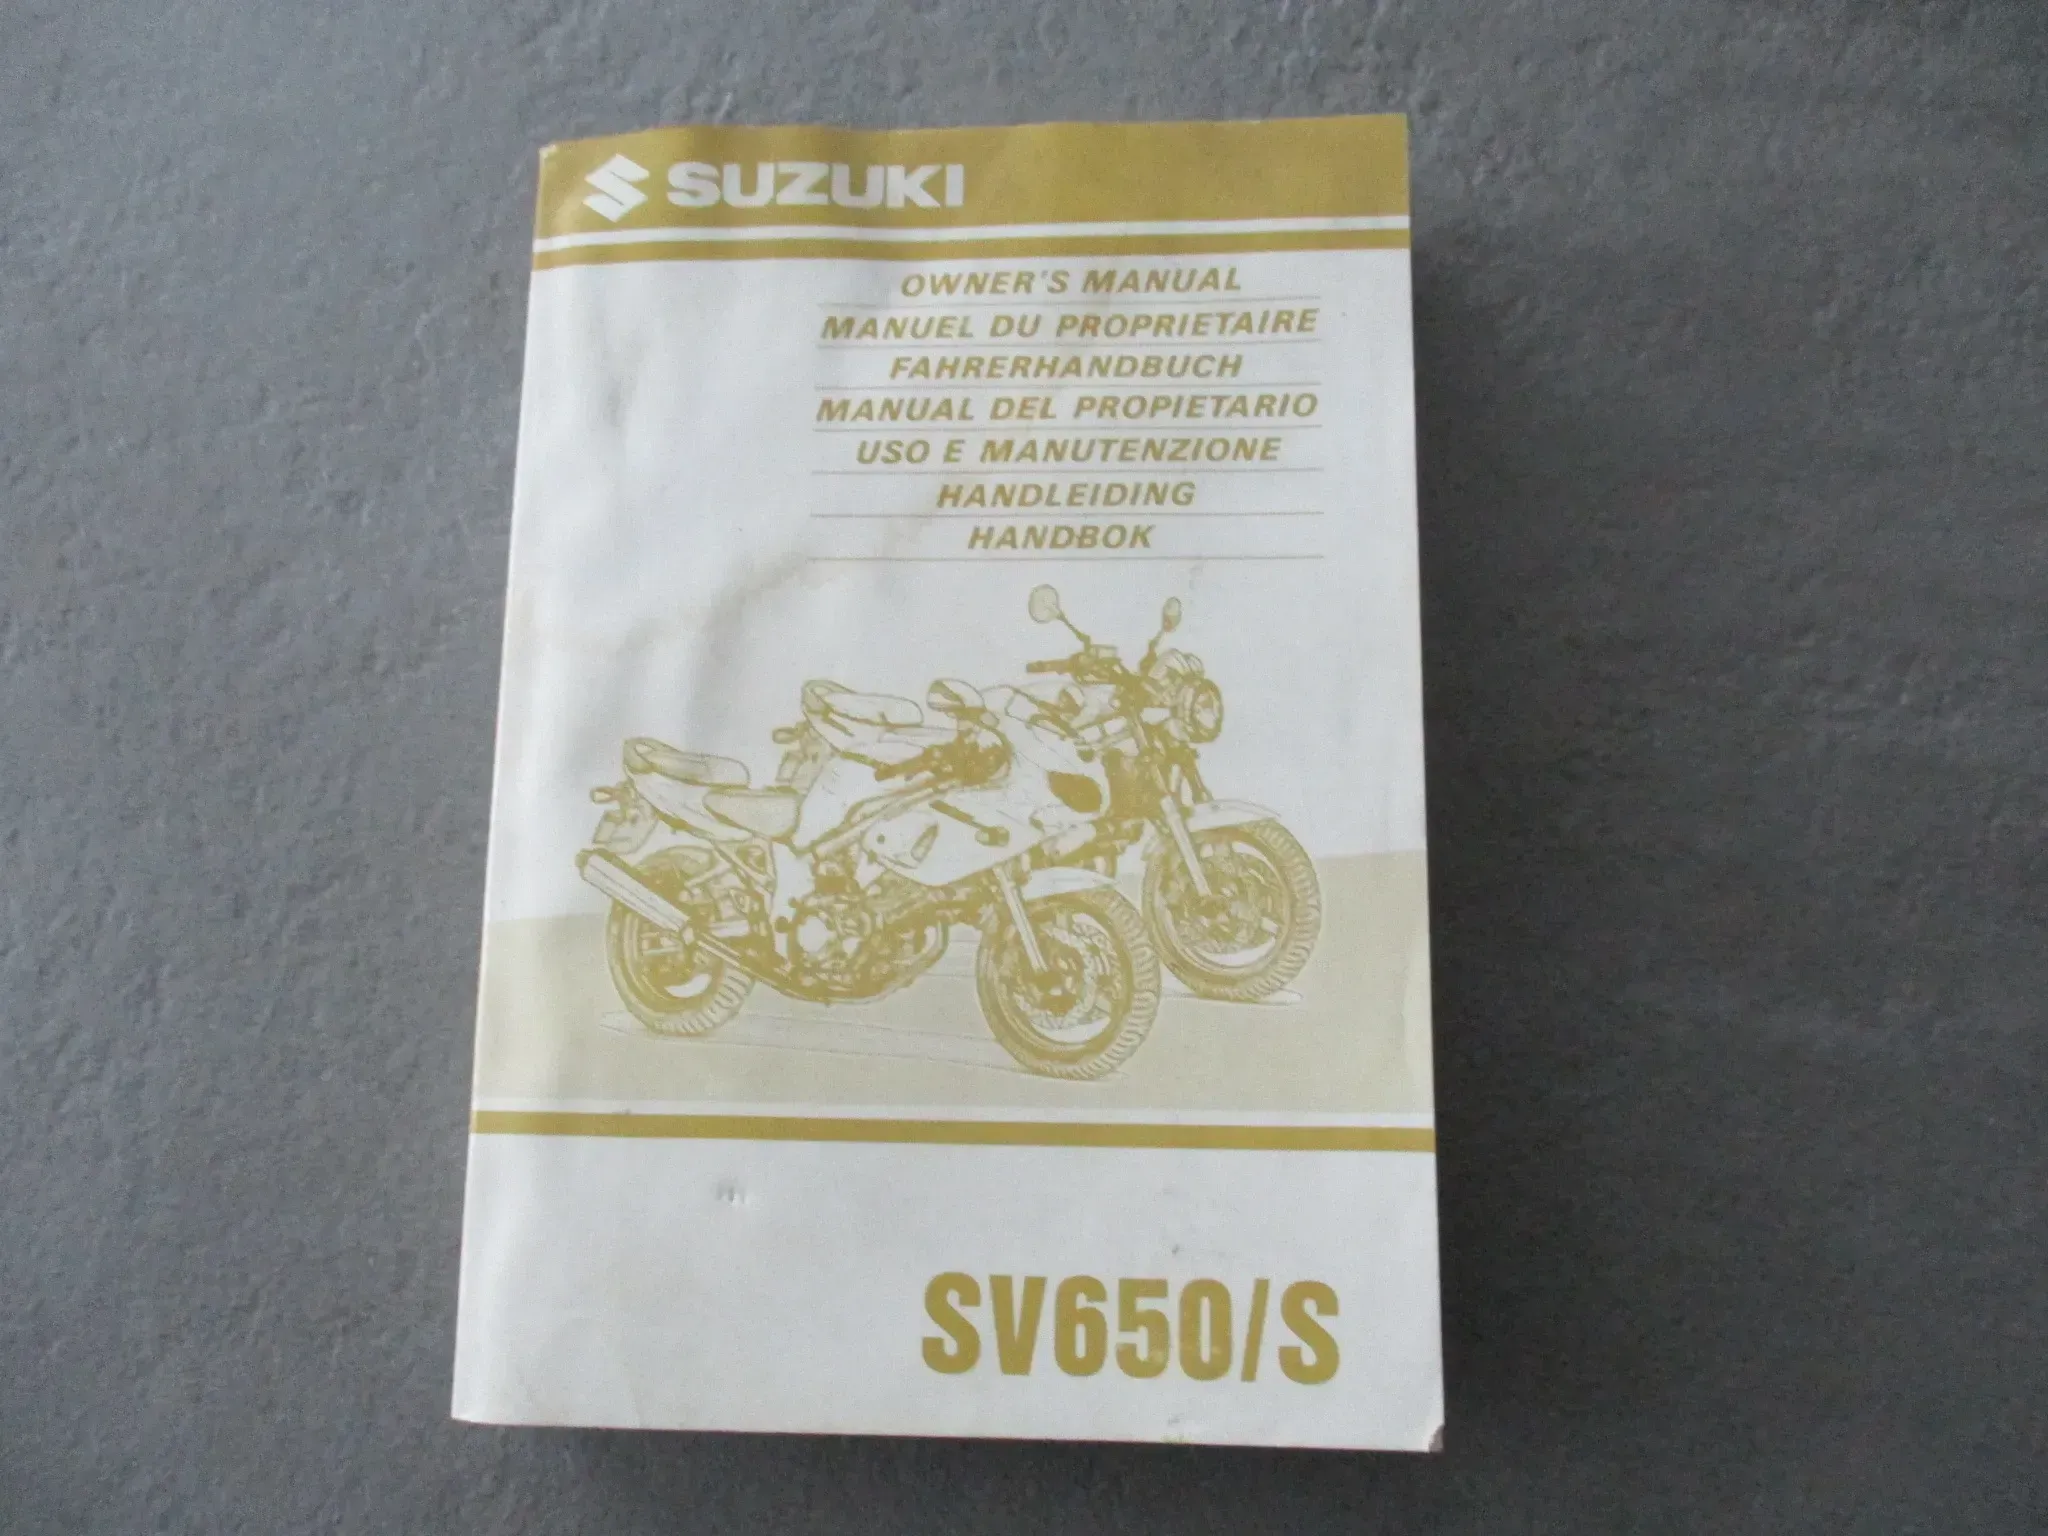 SUZUKI
OWNER'S MANUAL
MANUEL DU PROPRIETAIRE
FAHRERHANDBUCH
MANUAL DEL PROPIETARIO
USO E MANUTENZIONE
HANDLEIDING
HANDBOK
SV650/S